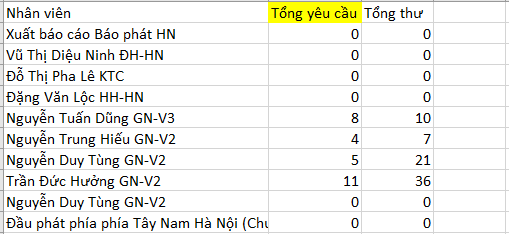 Nhân viên Tổng yêu cầu Tổng thư
Xuất báo cáo Báo phát HN 0 0
Vũ Thị Diệu Ninh ĐH-HN 0 0
Đỗ Thị Pha Lê KTC 0 0
Đặng Văn Lộc HH-HN 0 0
Nguyễn Tuấn Dũng GN-V3 8 10
Nguyễn Trung Hiếu GN-V2 4 7
Nguyễn Duy Tùng GN-V2 5 21
Trần Đức Hưởng GN-V2 11 36
Nguyễn Duy Tùng GN-V2 0 0
Đầu phát phía phía Tây Nam Hà Nội (Chu 0 0